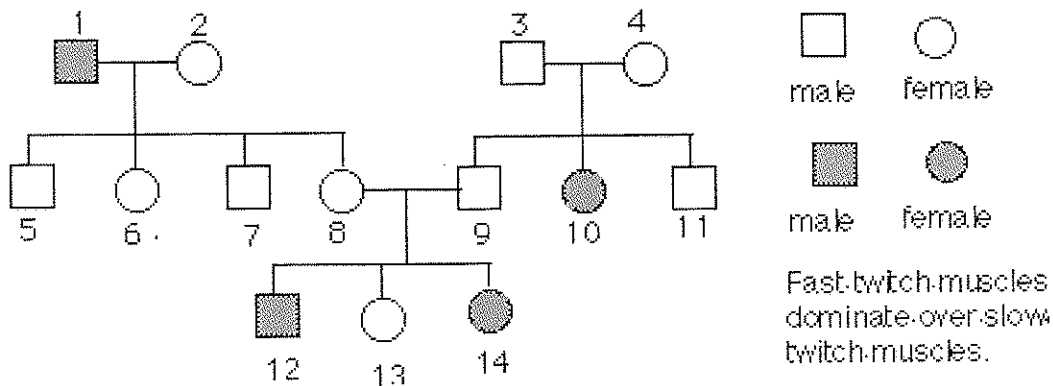 1
2
3
4
male female
5
6.
7
8
9
10
11
male female
12
13
14
Fast-twitch-muscles
dominate-over-slow-
twitch-muscles.